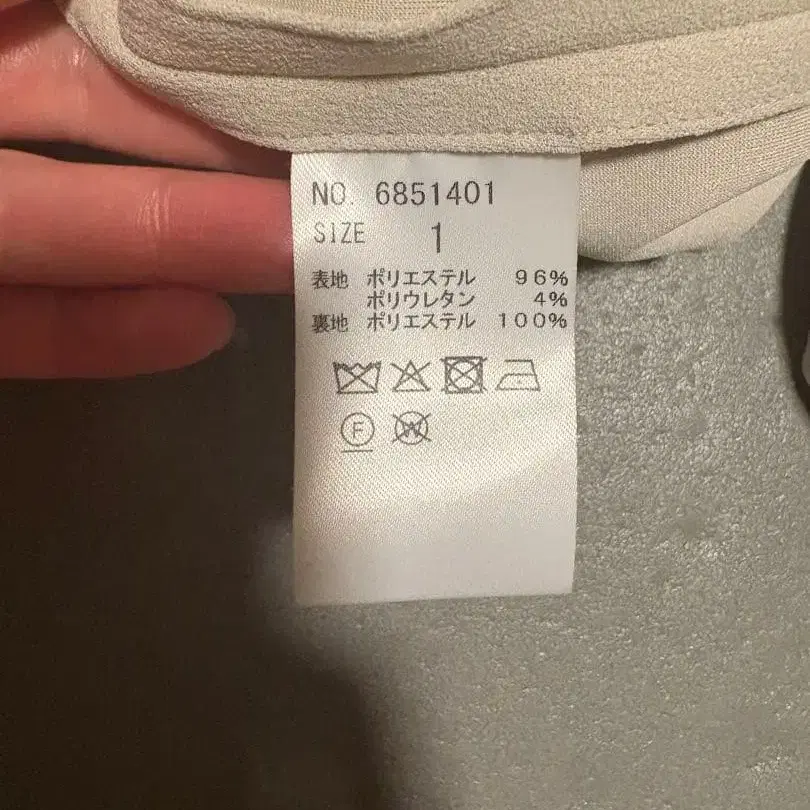 NO. 6851401
SIZE 1
表地 ポリエステル 96%
ポリウレタン 4%
裏地 ポリエステル 100%
F W